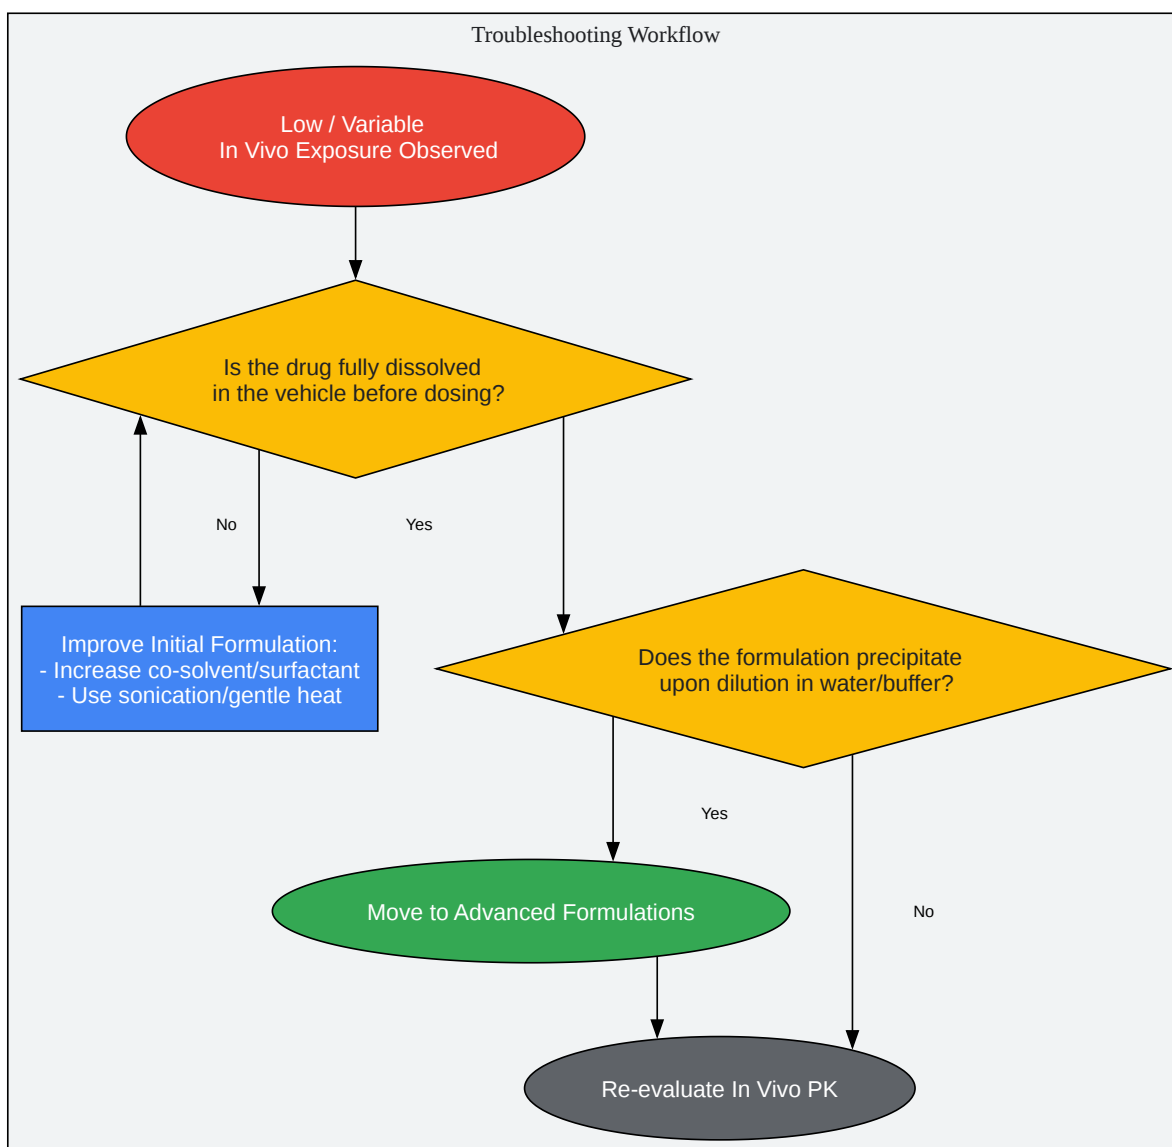 Troubleshooting Workflow
Low / Variable
In Vivo Exposure Observed
Is the drug fully dissolved
in the vehicle before dosing?
No
Yes
Improve Initial Formulation:
- Increase co-solvent/surfactant
- Use sonication/gentle heat
Does the formulation precipitate
upon dilution in water/buffer?
Yes
Move to Advanced Formulations
No
Re-evaluate In Vivo PK